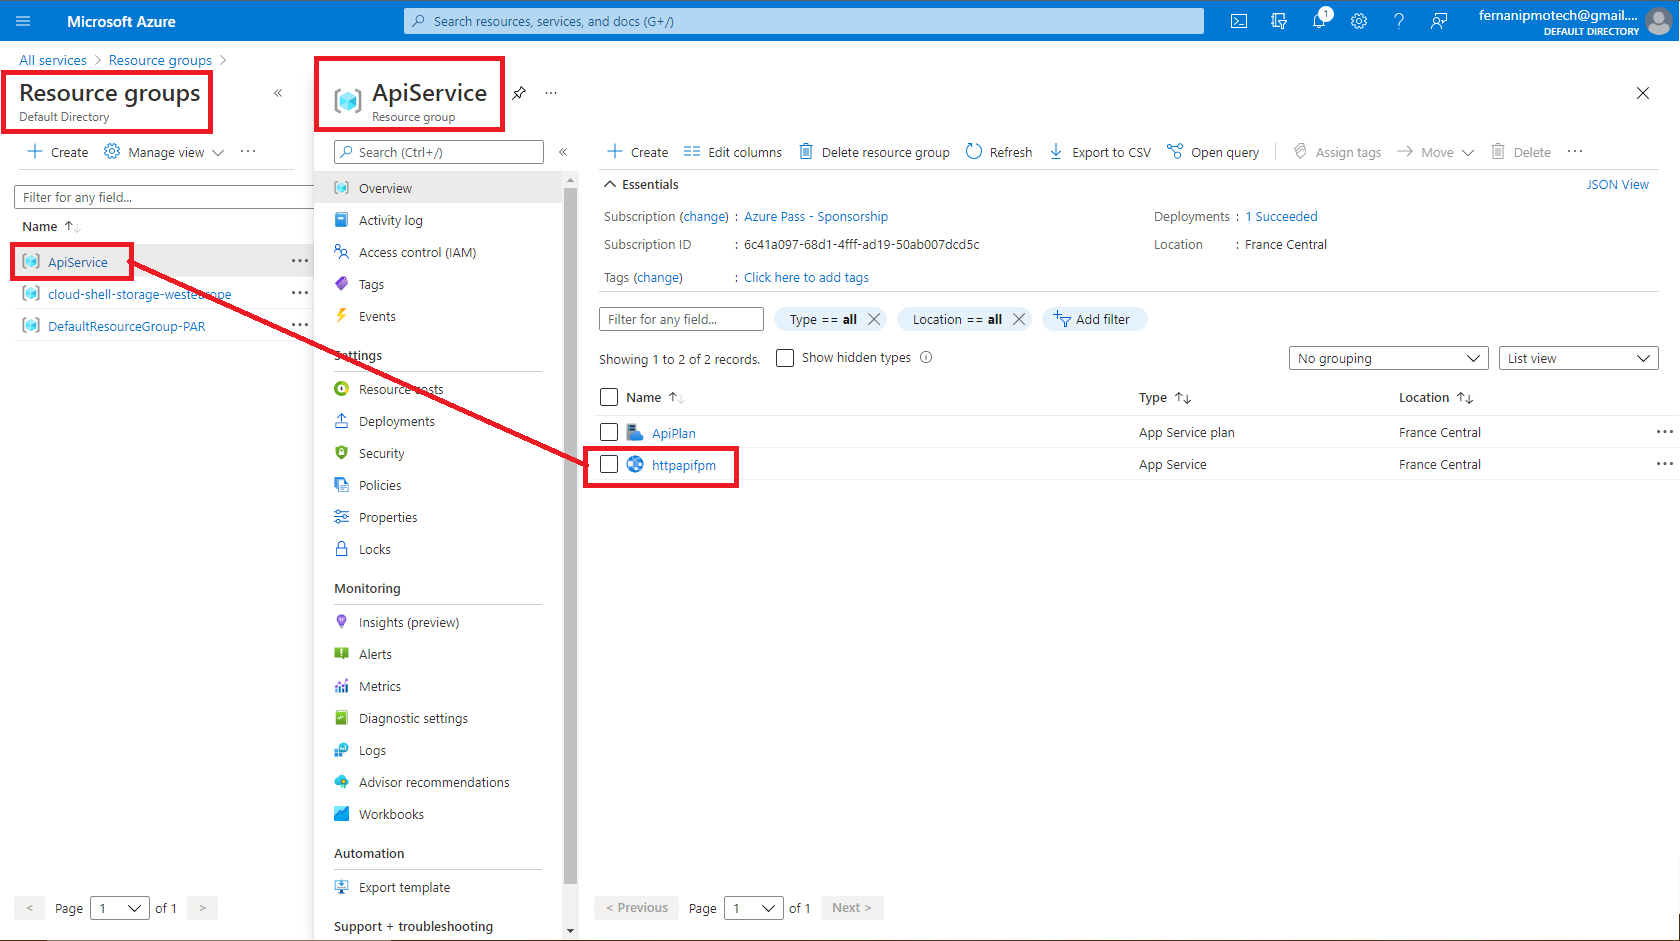 Microsoft Azure
Search resources, services, and docs (G+/)
1
fernanipmotech@gmail....
DEFAULT DIRECTORY
All services > Resource groups >
Resource groups
Default Directory
«
Create
Manage view
...
Filter for any field...
Name
ApiService
...
cloud-shell-storage-westeurope
...
DefaultResourceGroup-PAR
...
< Page 1 of 1 >
ApiService
...
Resource group
Search (Ctrl+/)
«
Overview
Activity log
Access control (IAM)
Tags
Events
Settings
Resource costs
Deployments
Security
Policies
Properties
Locks
Monitoring
Insights (preview)
Alerts
Metrics
Diagnostic settings
Logs
Advisor recommendations
Workbooks
Automation
Export template
Support + troubleshooting
Create
Edit columns
Delete resource group
Refresh
Export to CSV
Open query
Assign tags
Move
Delete
...
Essentials
JSON View
Subscription (change) : Azure Pass - Sponsorship
Deployments : 1 Succeeded
Subscription ID : 6c41a097-68d1-4fff-ad19-50ab007dcd5c
Location : France Central
Tags (change) : Click here to add tags
Filter for any field...
Type == all
Location == all
Add filter
Showing 1 to 2 of 2 records.
Show hidden types
No grouping
List view
Name Type Location
ApiPlan App Service plan France Central ...
httpapifpm App Service France Central ...
< Previous Page 1 of 1 Next >